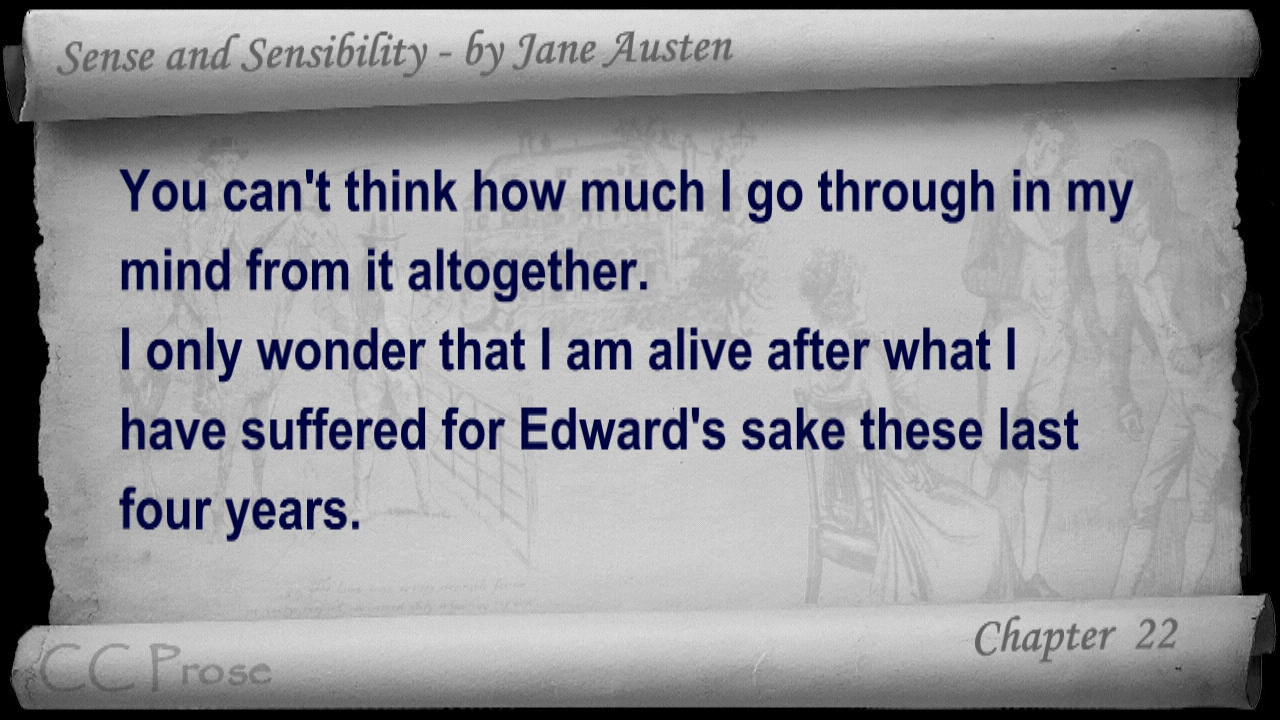 Sense and Sensibility - by Jane Austen
You can't think how much I go through in my
mind from it altogether.
I only wonder that I am alive after what I
have suffered for Edward's sake these last
four years.
Chapter 22
CC Prose